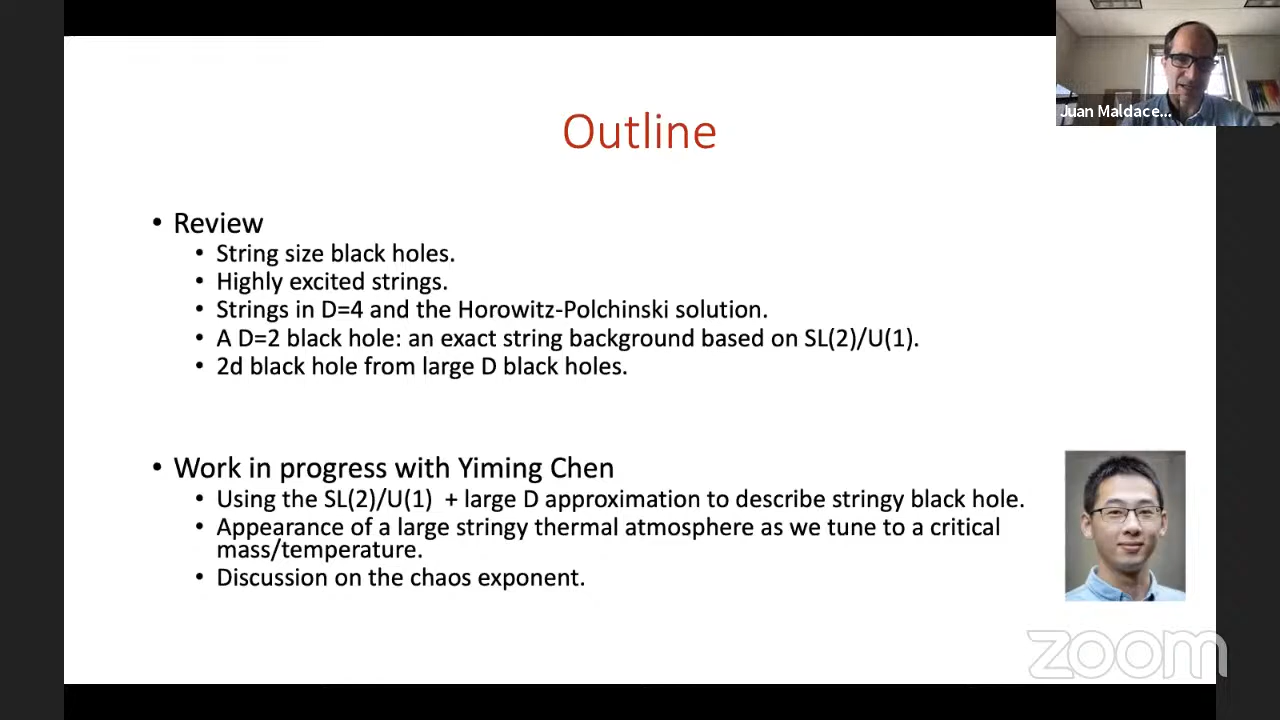 Juan Maldace...
Outline
• Review
• String size black holes.
• Highly excited strings.
• Strings in D=4 and the Horowitz-Polchinski solution.
• A D=2 black hole: an exact string background based on SL(2)/U(1).
• 2d black hole from large D black holes.
• Work in progress with Yiming Chen
• Using the SL(2)/U(1) + large D approximation to describe stringy black hole.
• Appearance of a large stringy thermal atmosphere as we tune to a critical
mass/temperature.
• Discussion on the chaos exponent.
zoom